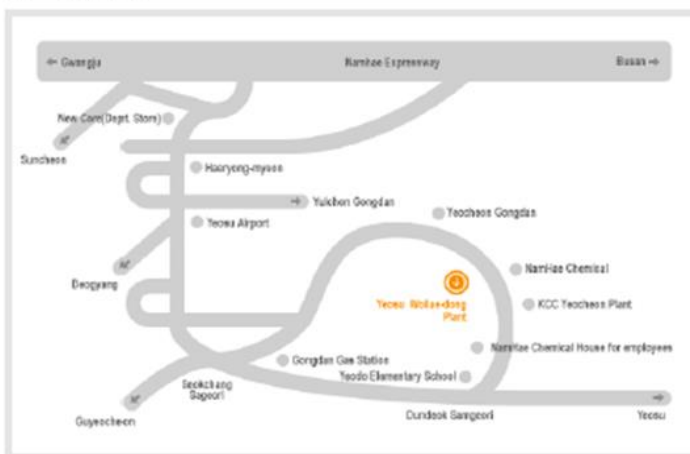 ← Gwangju
Namhae Expressway
Busan →
New Core(Dept. Store)
Suncheon
Haeryong-myeon
Yulchon Gongdan
Yeocheon Gongdan
Yeosu Airport
Deogyang
NamHae Chemical
Yeosu Wollae-dong
Plant
KCC Yeocheon Plant
NamHae Chemical House for employees
Gongdan Gas Station
Yeodo Elementary School
Seokchang
Sageori
Guyeocheon
Dundeok Samgeori
Yeosu